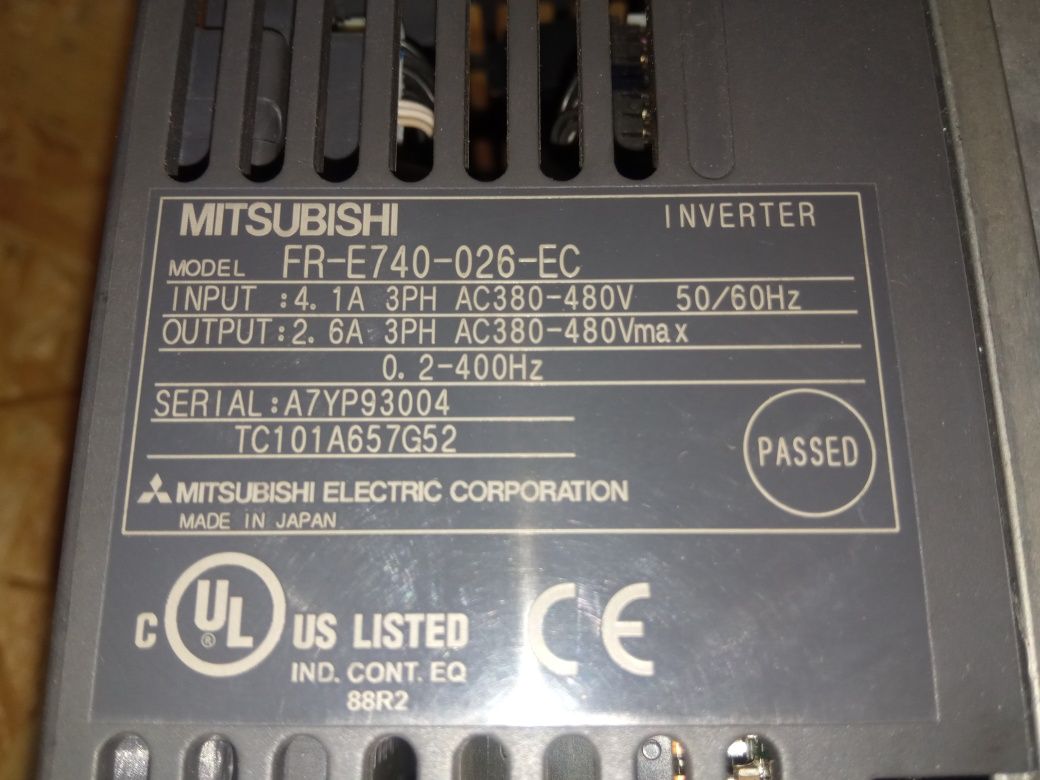 MITSUBISHI INVERTER
MODEL FR-E740-026-EC
INPUT :4.1A 3PH AC380-480V 50/60Hz
OUTPUT:2.6A 3PH AC380-480Vmax
0.2-400Hz
SERIAL:A7YP93004
TC101A657G52
PASSED
MITSUBISHI ELECTRIC CORPORATION
MADE IN JAPAN
C UL ® US LISTED
IND. CONT. EQ
88R2
CE